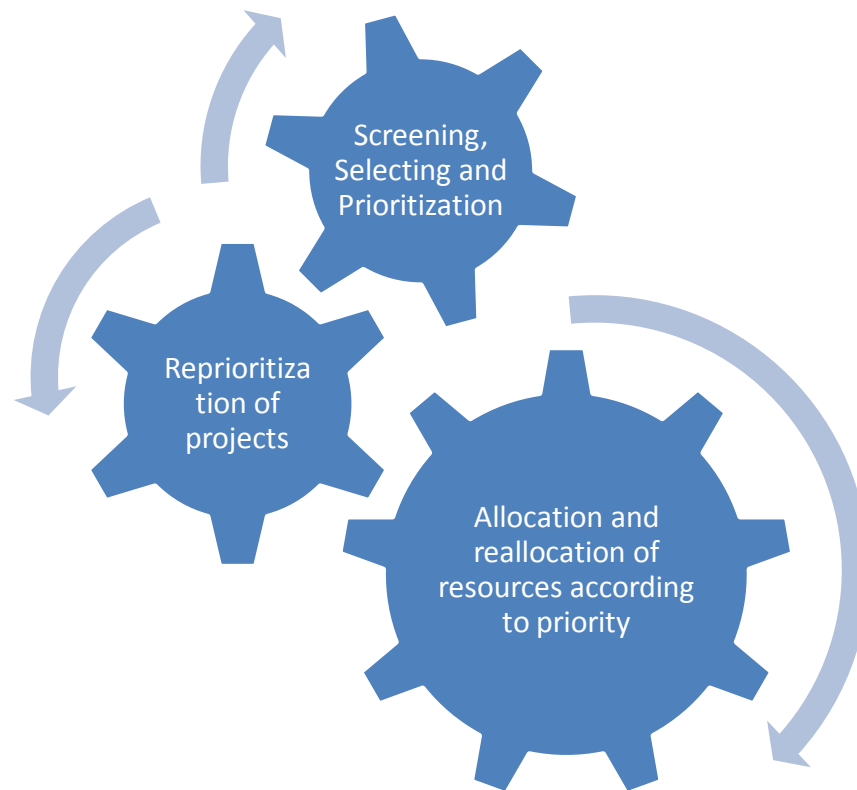 Screening,
Selecting and
Prioritization
Reprioritiza
tion of
projects
Allocation and
reallocation of
resources according
to priority